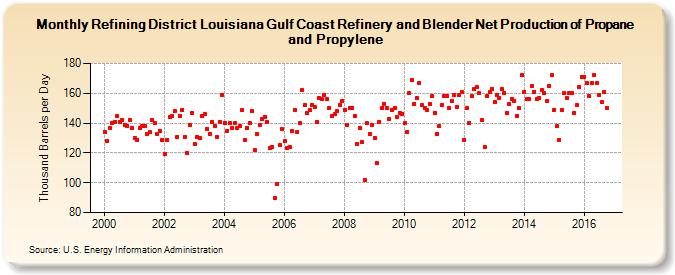 Monthly Refining District Louisiana Gulf Coast Refinery and Blender Net Production of Propane
and Propylene
Thousand Barrels per Day
180
160
140
120
100
80
2000 2002 2004 2006 2008 2010 2012 2014 2016
Source: U.S. Energy Information Administration